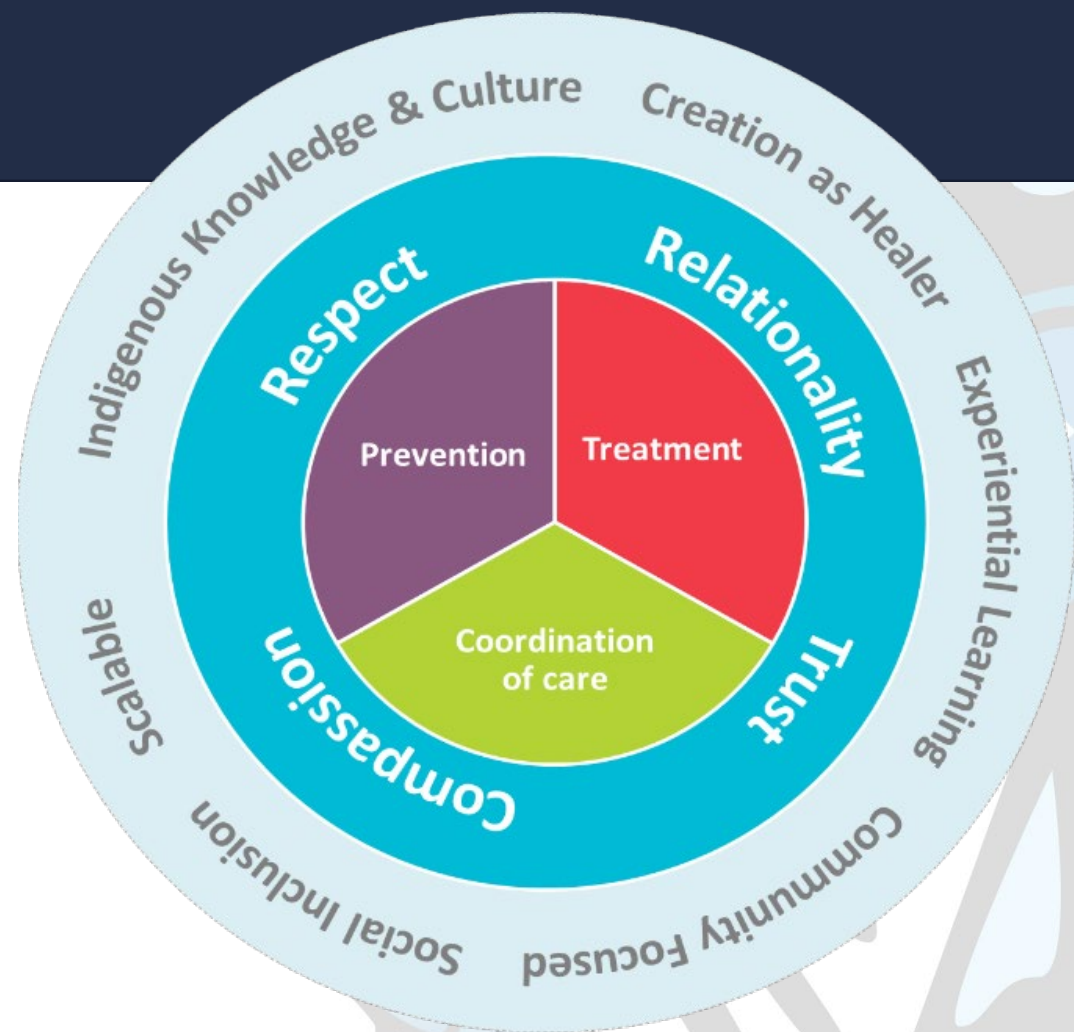 Indigenous Knowledge & Culture
Creation as Healer
Experiential Learning
Community Focused
Social Inclusion
Scalable
Respect
Relationality
Trust
Compassion
Prevention
Treatment
Coordination
of care